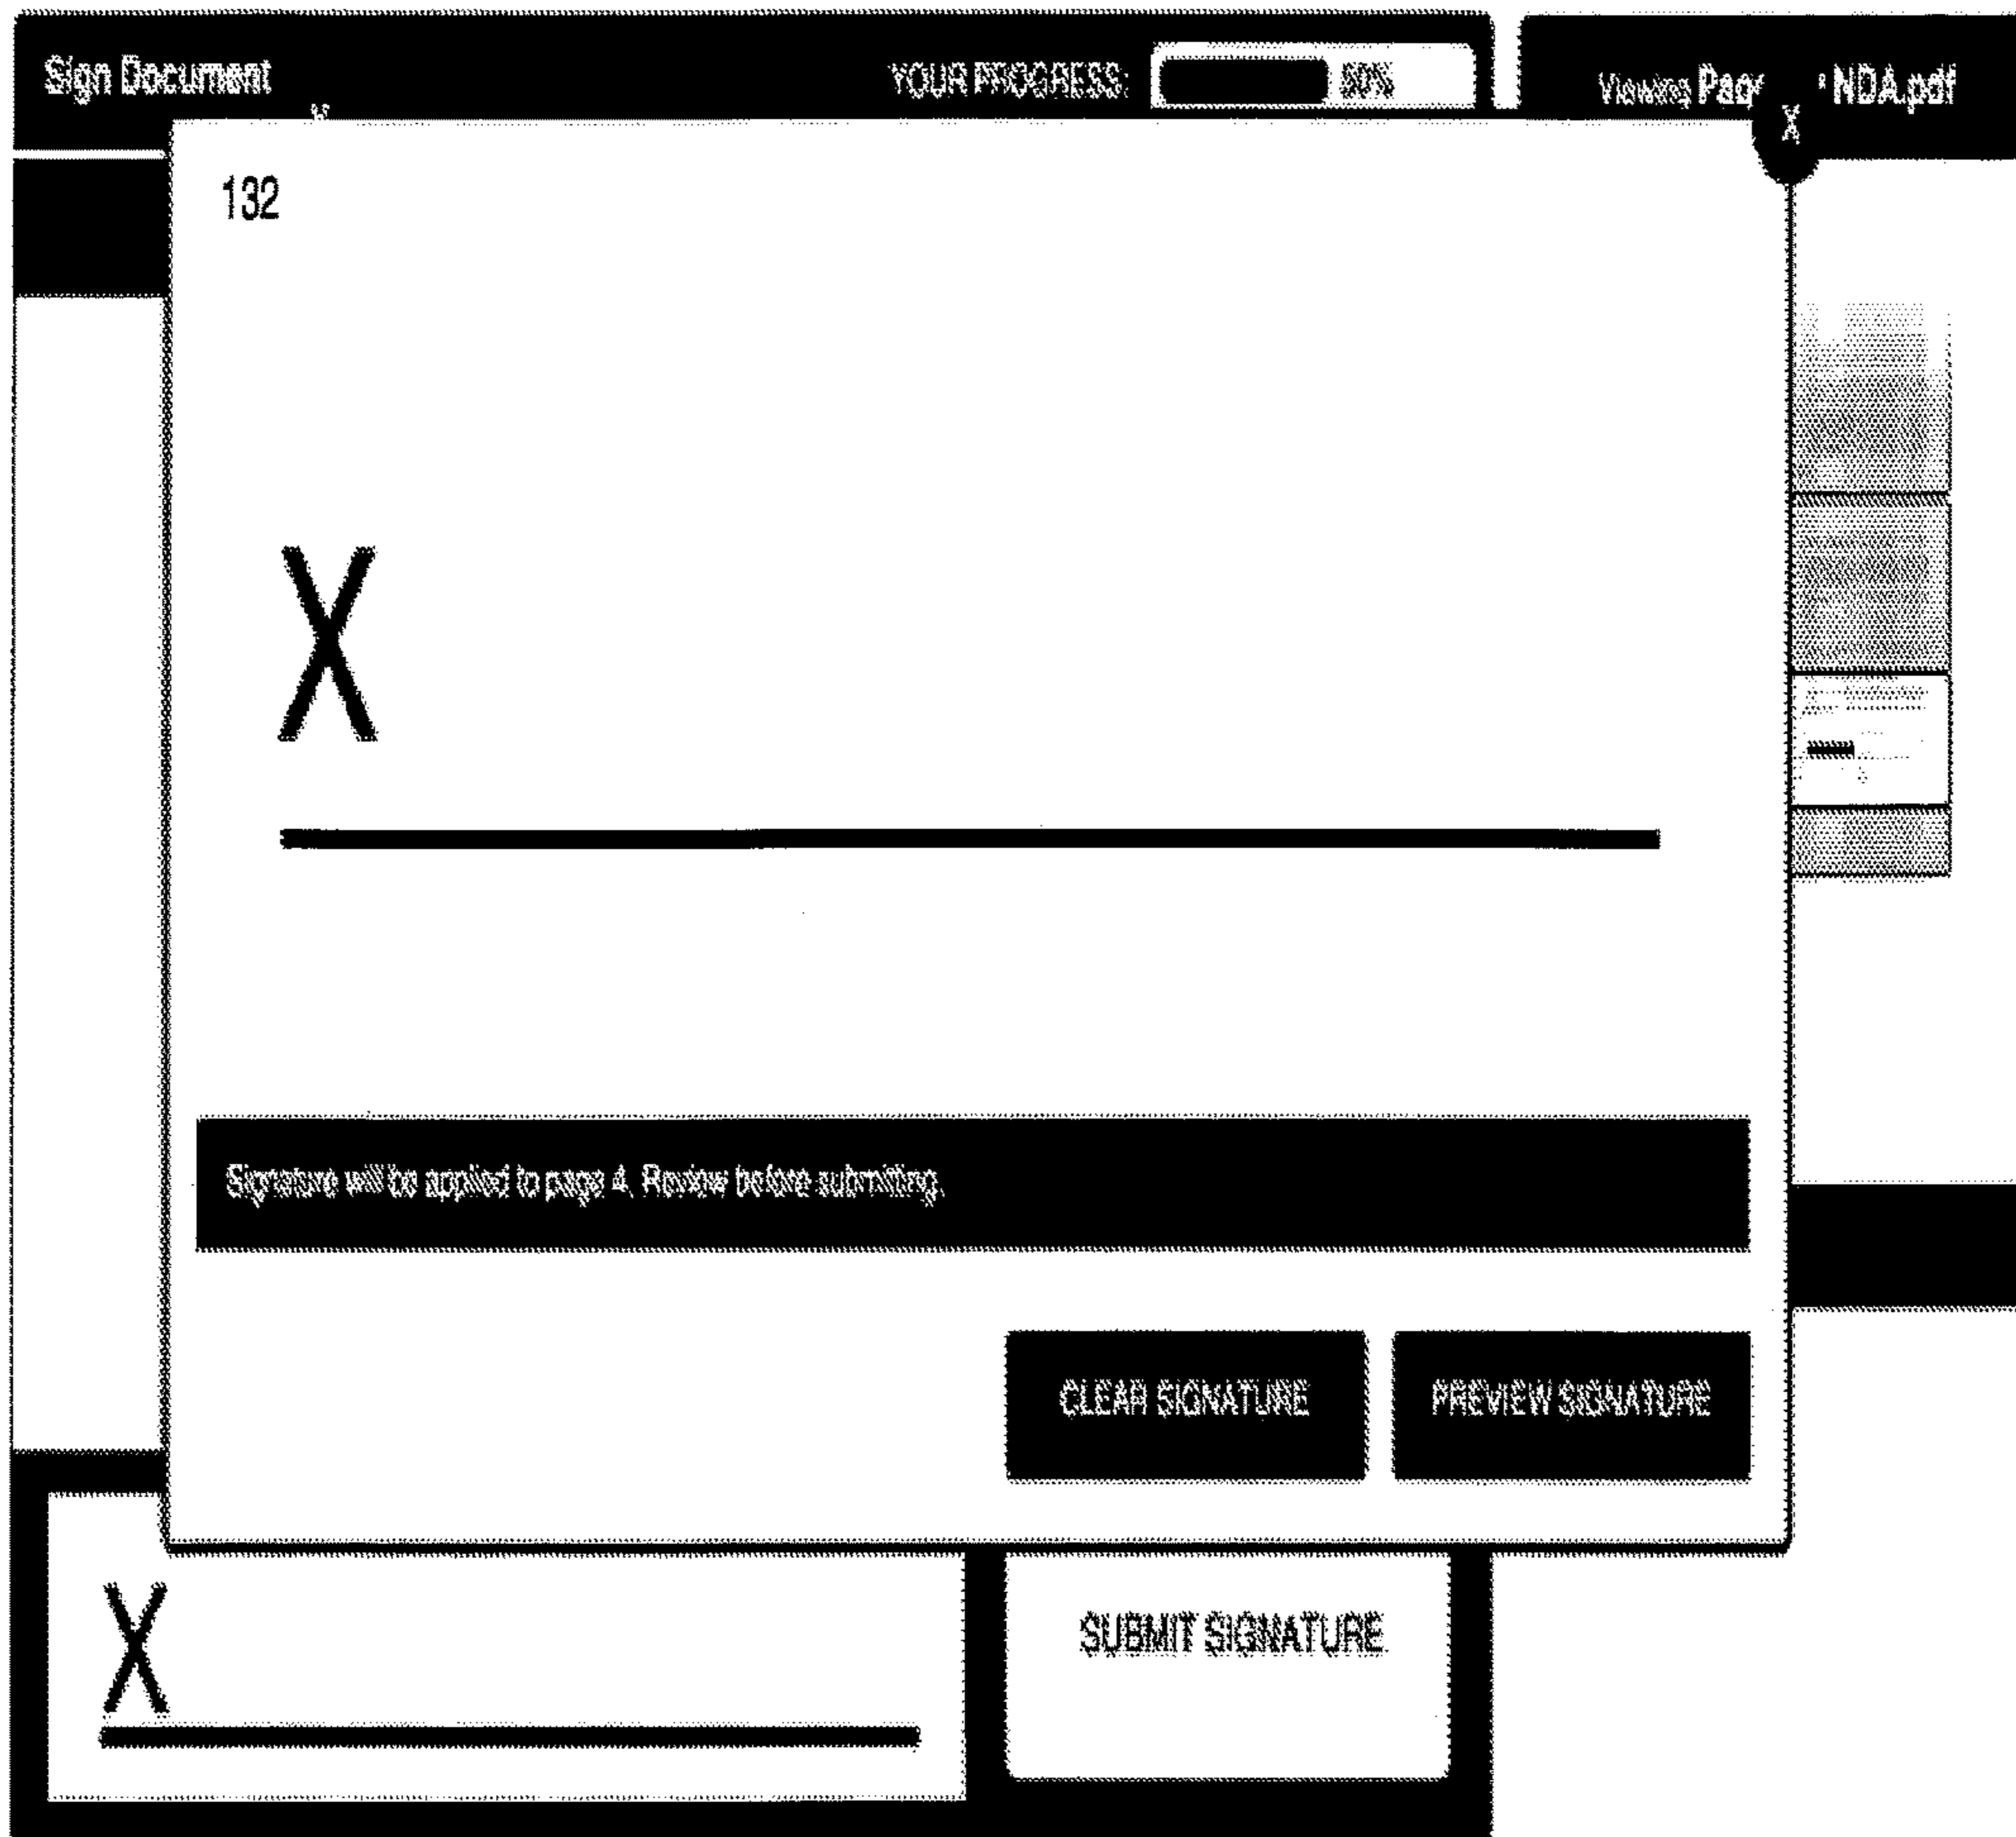 Sign Document
YOUR PROGRESS:
Viewing NDA.pdf
X
132
X
Signature will be applied to page 4. Review before submitting.
CLEAR SIGNATURE
PREVIEW SIGNATURE
X
SUBMIT SIGNATURE